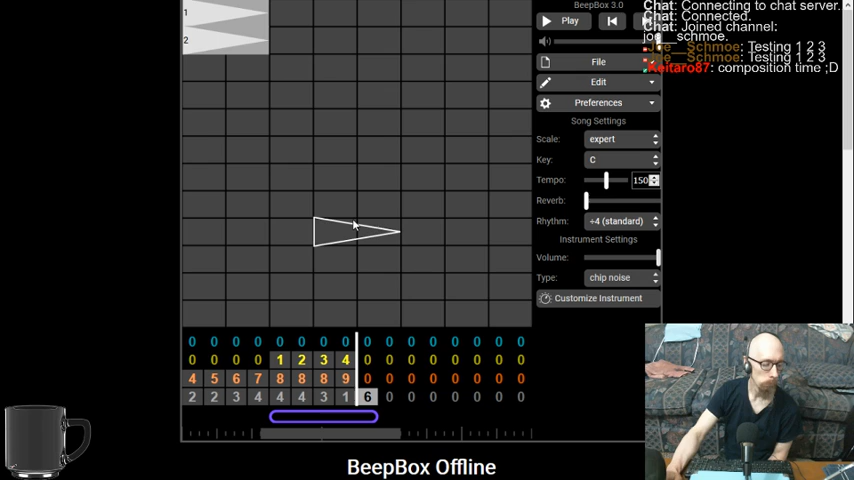 1
2
BeepBox 3.0
Play
File
Edit
Preferences
Song Settings
Scale: expert
Key: C
Tempo: 150
Reverb:
Rhythm: ÷4 (standard)
Instrument Settings
Volume:
Type: chip noise
Customize Instrument
Chat: Connecting to chat server.
Chat: Connected.
Chat: Joined channel:
joe__schmoe.
Joe__Schmoe: Testing 1 2 3
Joe__Schmoe: Testing 1 2 3
Keitaro87: composition time ;D
0 0 0 0 0 0 0 0 0 0 0 0 0 0 0 0
0 0 0 0 1 2 3 4 0 0 0 0 0 0 0 0
4 5 6 7 8 8 8 9 0 0 0 0 0 0 0 0
2 2 3 4 4 4 3 1 6 0 0 0 0 0 0 0
BeepBox Offline